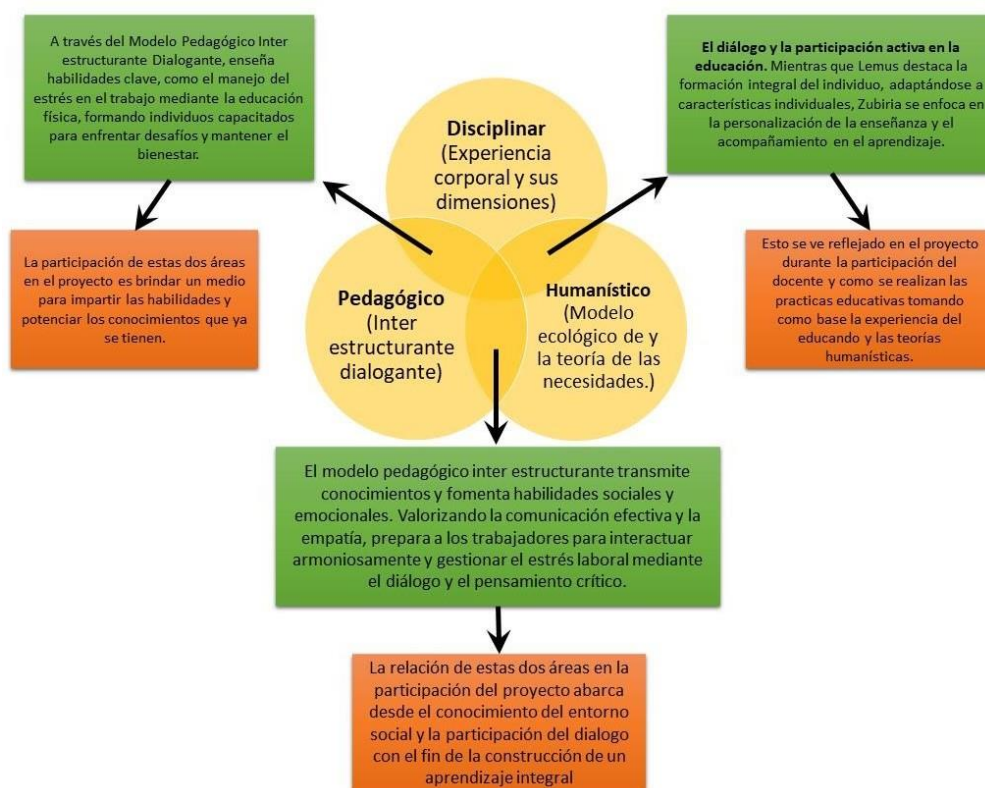 A través del Modelo Pedagógico Inter
estructurante Dialogante, enseña
habilidades clave, como el manejo del
estrés en el trabajo mediante la educación
física, formando individuos capacitados
para enfrentar desafíos y mantener el
bienestar.
La participación de estas dos áreas
en el proyecto es brindar un medio
para impartir las habilidades y
potenciar los conocimientos que ya
se tienen.
Disciplinar
(Experiencia
corporal y sus
dimensiones)
Pedagógico
(Inter
estructurante
dialogante)
Humanístico
(Modelo
ecológico de y
la teoría de las
necesidades.)
El diálogo y la participación activa en la
educación. Mientras que Lemus destaca la
formación integral del individuo, adaptándose a
características individuales, Zubiria se enfoca en
la personalización de la enseñanza y el
acompañamiento en el aprendizaje.
Esto se ve reflejado en el proyecto
durante la participación del
docente y como se realizan las
practicas educativas tomando
como base la experiencia del
educando y las teorías
humanísticas.
El modelo pedagógico inter estructurante transmite
conocimientos y fomenta habilidades sociales y
emocionales. Valorizando la comunicación efectiva y la
empatía, prepara a los trabajadores para interactuar
armoniosamente y gestionar el estrés laboral mediante
el diálogo y el pensamiento crítico.
La relación de estas dos áreas en la
participación del proyecto abarca
desde el conocimiento del entorno
social y la participación del dialogo
con el fin de la construcción de un
aprendizaje integral